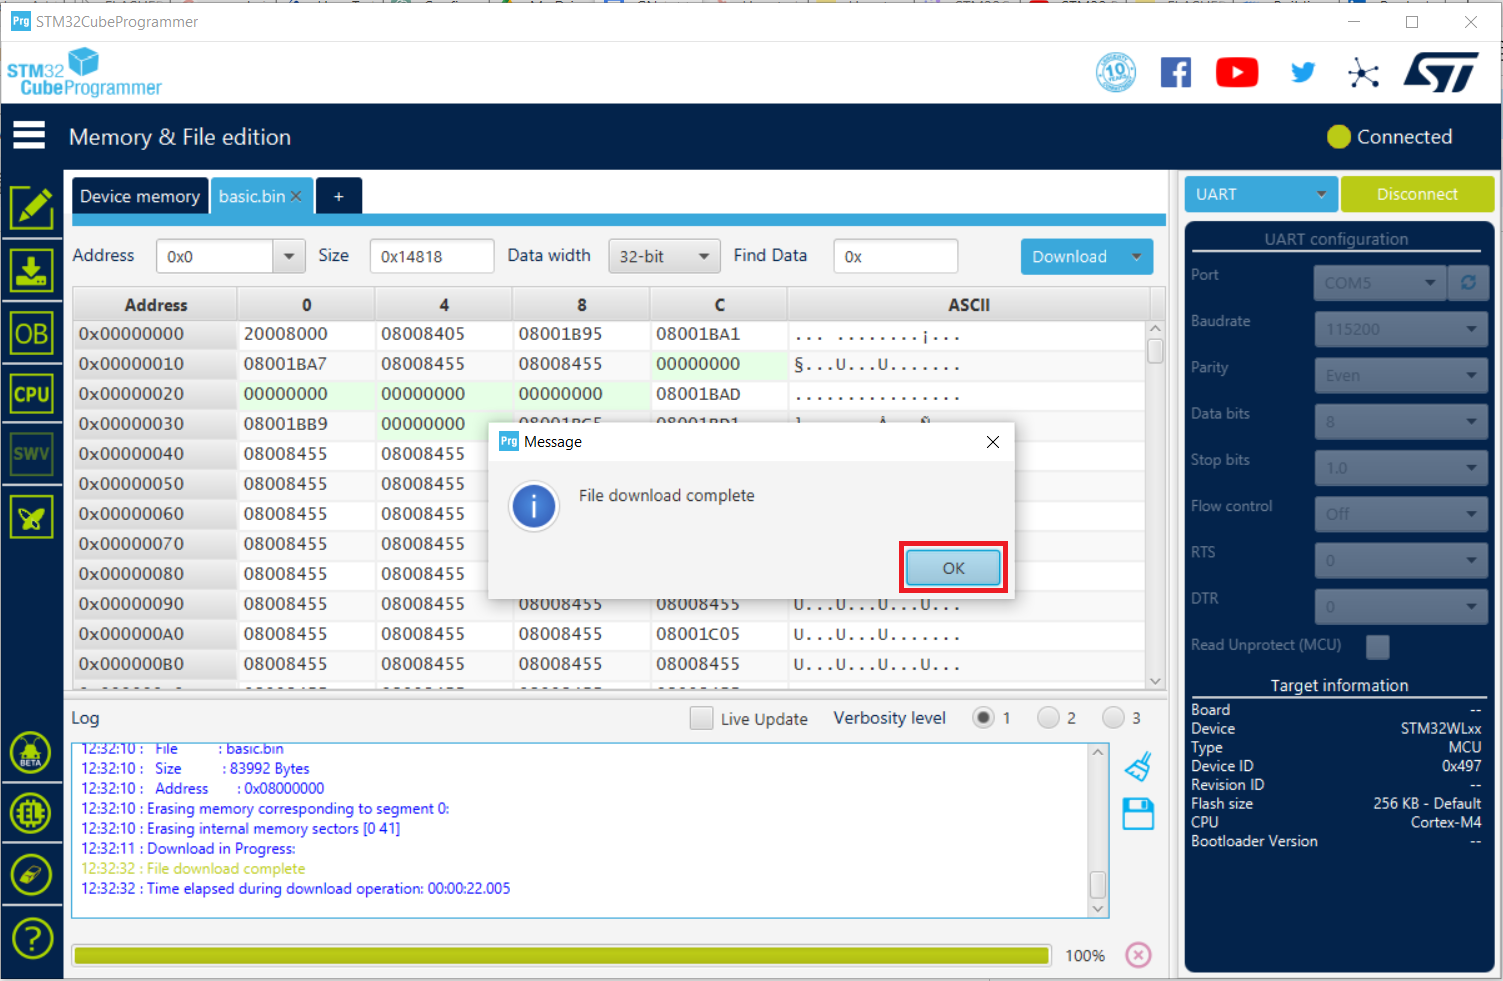 Prg STM32CubeProgrammer
STM32
CubeProgrammer
10 YEARS
ST
Memory & File edition
Connected
Device memory basic.bin +
UART Disconnect
Address 0x0 Size 0x14818 Data width 32-bit Find Data 0x Download
Address 0 4 8 C ASCII
0x00000000 20008000 08008405 08001B95 08001BA1 ... ........¡...
0x00000010 08001BA7 08008455 08008455 00000000 §...U...U.......
0x00000020 00000000 00000000 00000000 08001BAD ................
0x00000030 08001BB9 00000000
0x00000040 08008455 08008455
0x00000050 08008455 08008455
0x00000060 08008455 08008455
0x00000070 08008455 08008455
0x00000080 08008455 08008455
0x00000090 08008455 08008455 08008455 08008455 U...U...U...U...
0x000000A0 08008455 08008455 08008455 08001C05 U...U...U.......
0x000000B0 08008455 08008455 08008455 08008455 U...U...U...U...
Prg Message
i File download complete
OK
OB
CPU
SWV
BETA
?
UART configuration
Port COM5
Baudrate 115200
Parity Even
Data bits 8
Stop bits 1.0
Flow control Off
RTS 0
DTR 0
Read Unprotect (MCU)
Target information
Board --
Device STM32WLxx
Type MCU
Device ID 0x497
Revision ID --
Flash size 256 KB - Default
CPU Cortex-M4
Bootloader Version --
Log Live Update Verbosity level 1 2 3
12:32:10 : File : basic.bin
12:32:10 : Size : 83992 Bytes
12:32:10 : Address : 0x08000000
12:32:10 : Erasing memory corresponding to segment 0:
12:32:10 : Erasing internal memory sectors [0 41]
12:32:11 : Download in Progress:
12:32:32 : File download complete
12:32:32 : Time elapsed during download operation: 00:00:22.005
100%